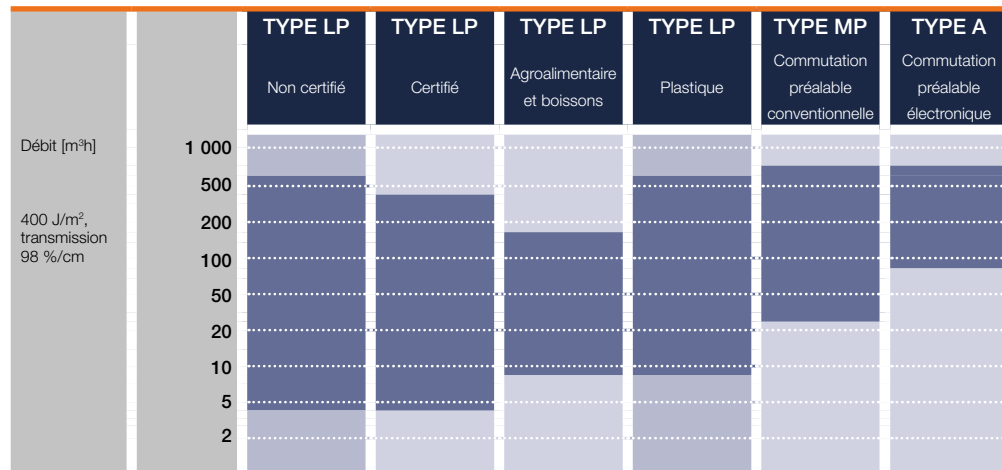 TYPE LP
TYPE LP
TYPE LP
TYPE LP
TYPE MP
TYPE A
Non certifié
Certifié
Agroalimentaire
et boissons
Plastique
Commutation
préalable
conventionnelle
Commutation
préalable
électronique
Débit [m³h]
400 J/m²,
transmission
98 %/cm
1 000
500
200
100
50
20
10
5
2